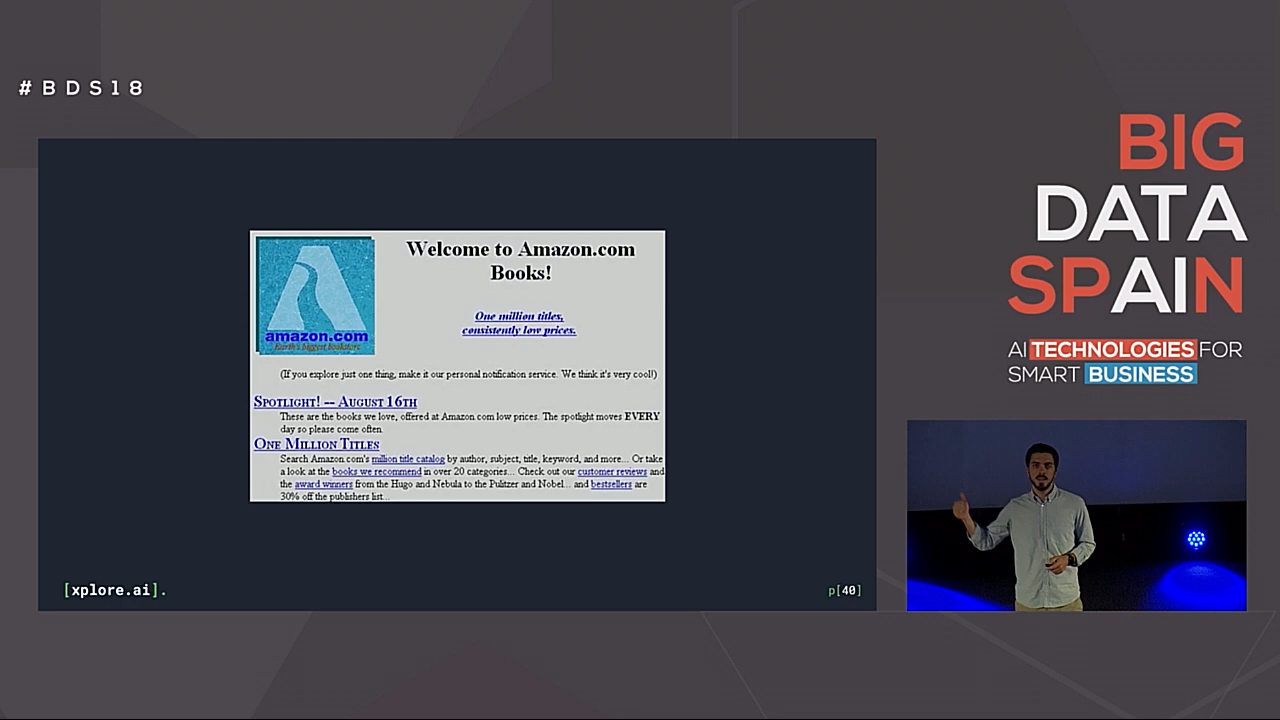 #BDS18
BIG
DATA
SPAIN
AI TECHNOLOGIES FOR
SMART BUSINESS
Welcome to Amazon.com
Books!
One million titles,
consistently low prices.
amazon.com
Earth's biggest bookstore
(If you explore just one thing, make it our personal notification service. We think it's very cool!)
SPOTLIGHT! -- AUGUST 16TH
These are the books we love, offered at Amazon.com low prices. The spotlight moves EVERY
day so please come often.
ONE MILLION TITLES
Search Amazon.com's million title catalog by author, subject, title, keyword, and more... Or take
a look at the books we recommend in over 20 categories... Check out our customer reviews and
the award winners from the Hugo and Nebula to the Pulitzer and Nobel... and bestsellers are
30% off the publishers list...
[xplore.ai].
p[40]